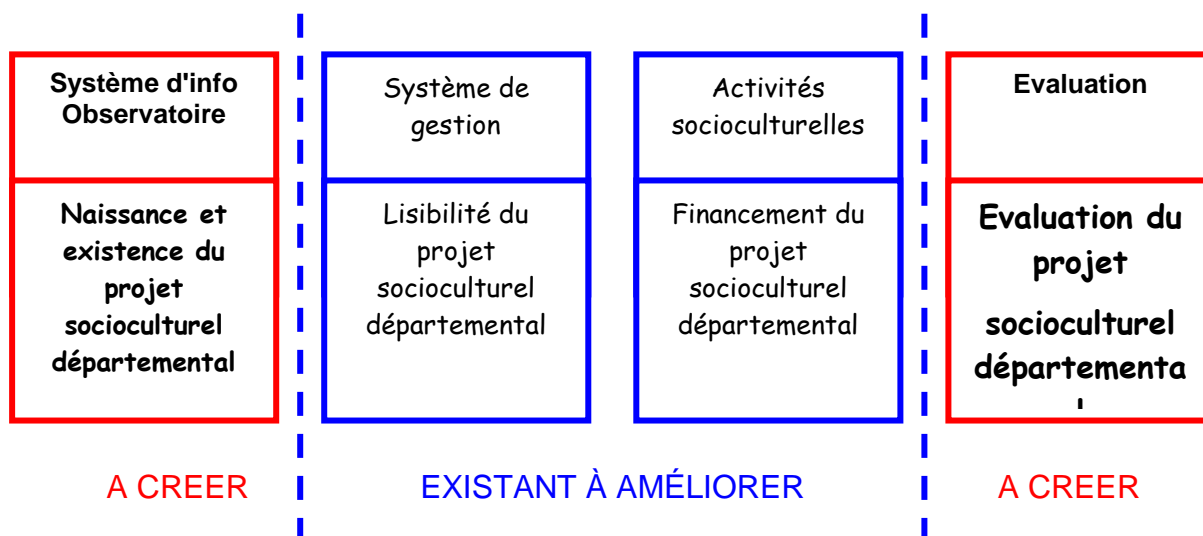 Système d'info
Observatoire
Naissance et
existence du
projet
socioculturel
départemental
Système de
gestion
Lisibilité du
projet
socioculturel
départemental
Activités
socioculturelles
Financement du
projet
socioculturel
départemental
Evaluation
Evaluation du
projet
socioculturel
départementa
l
A CREER
EXISTANT À AMÉLIORER
A CREER